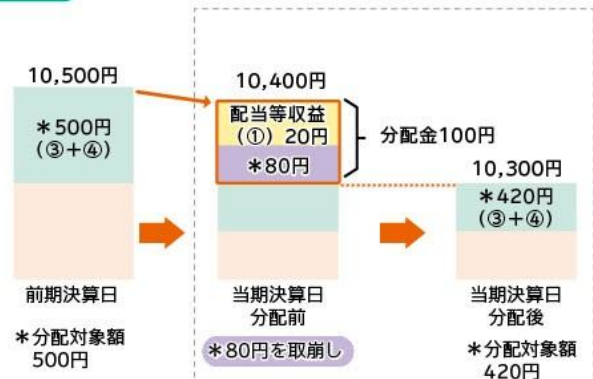 10,500円
*500円
(③+④)
前期決算日
*分配対象額
500円
10,400円
配当等収益
(①) 20円
*80円
分配金100円
当期決算日
分配前
*80円を取崩し
10,300円
*420円
(③+④)
当期決算日
分配後
*分配対象額
420円